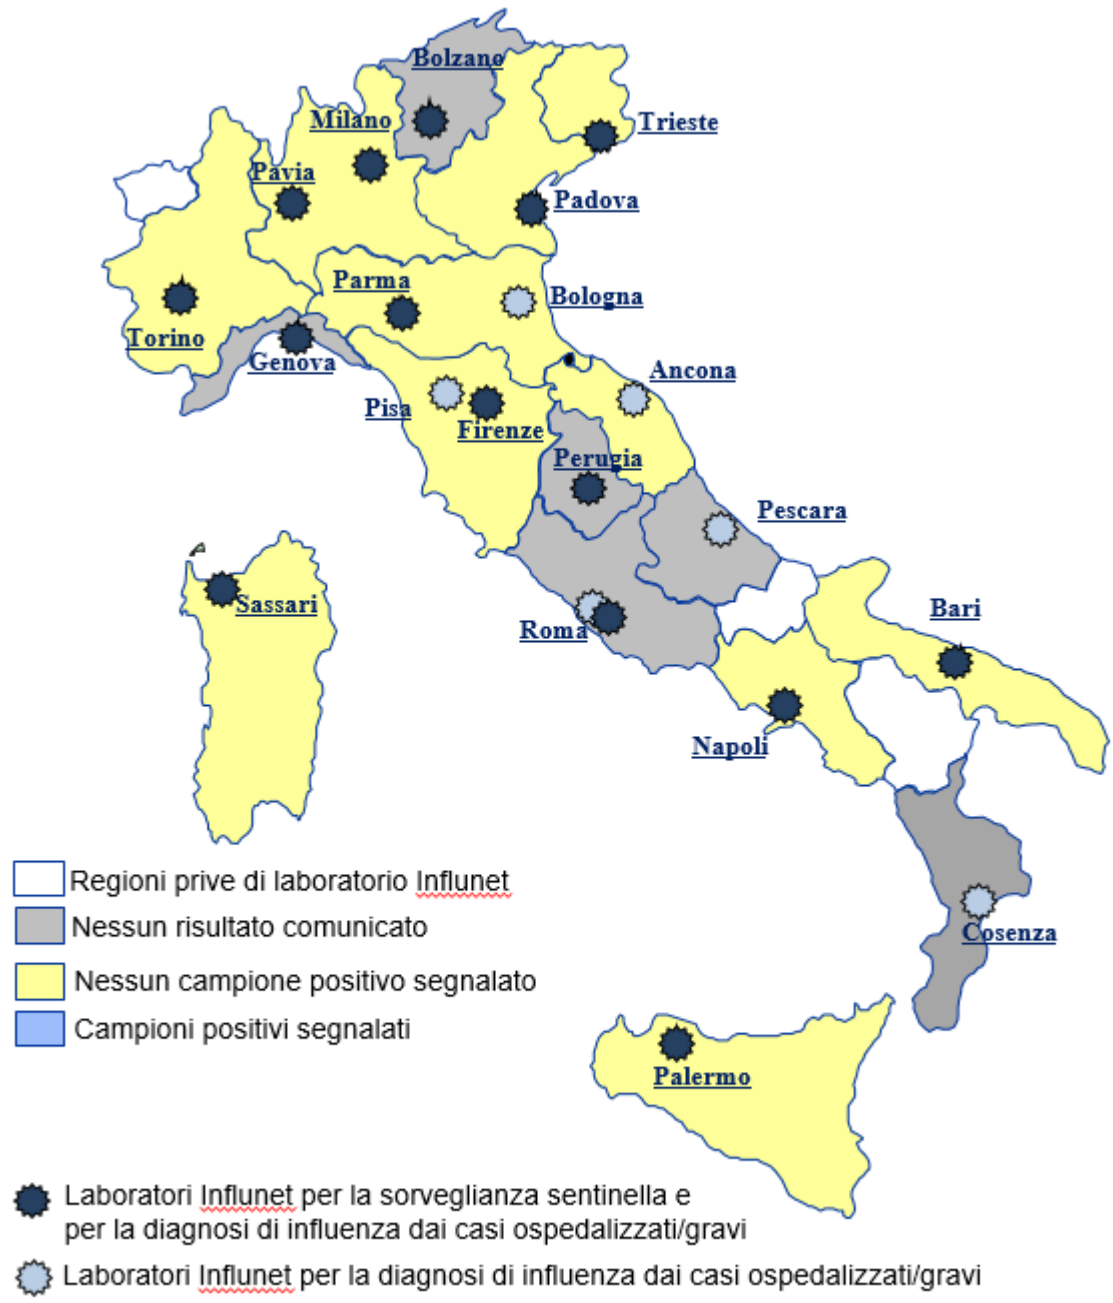 Bolzano
Milano
Trieste
Pavia
Padova
Parma
Bologna
Torino
Genova
Ancona
Pisa
Firenze
Perugia
Pescara
Sassari
Roma
Bari
Napoli
Regioni prive di laboratorio Influnet
Nessun risultato comunicato
Cosenza
Nessun campione positivo segnalato
Campioni positivi segnalati
Palermo
Laboratori Influnet per la sorveglianza sentinella e
per la diagnosi di influenza dai casi ospedalizzati/gravi
Laboratori Influnet per la diagnosi di influenza dai casi ospedalizzati/gravi